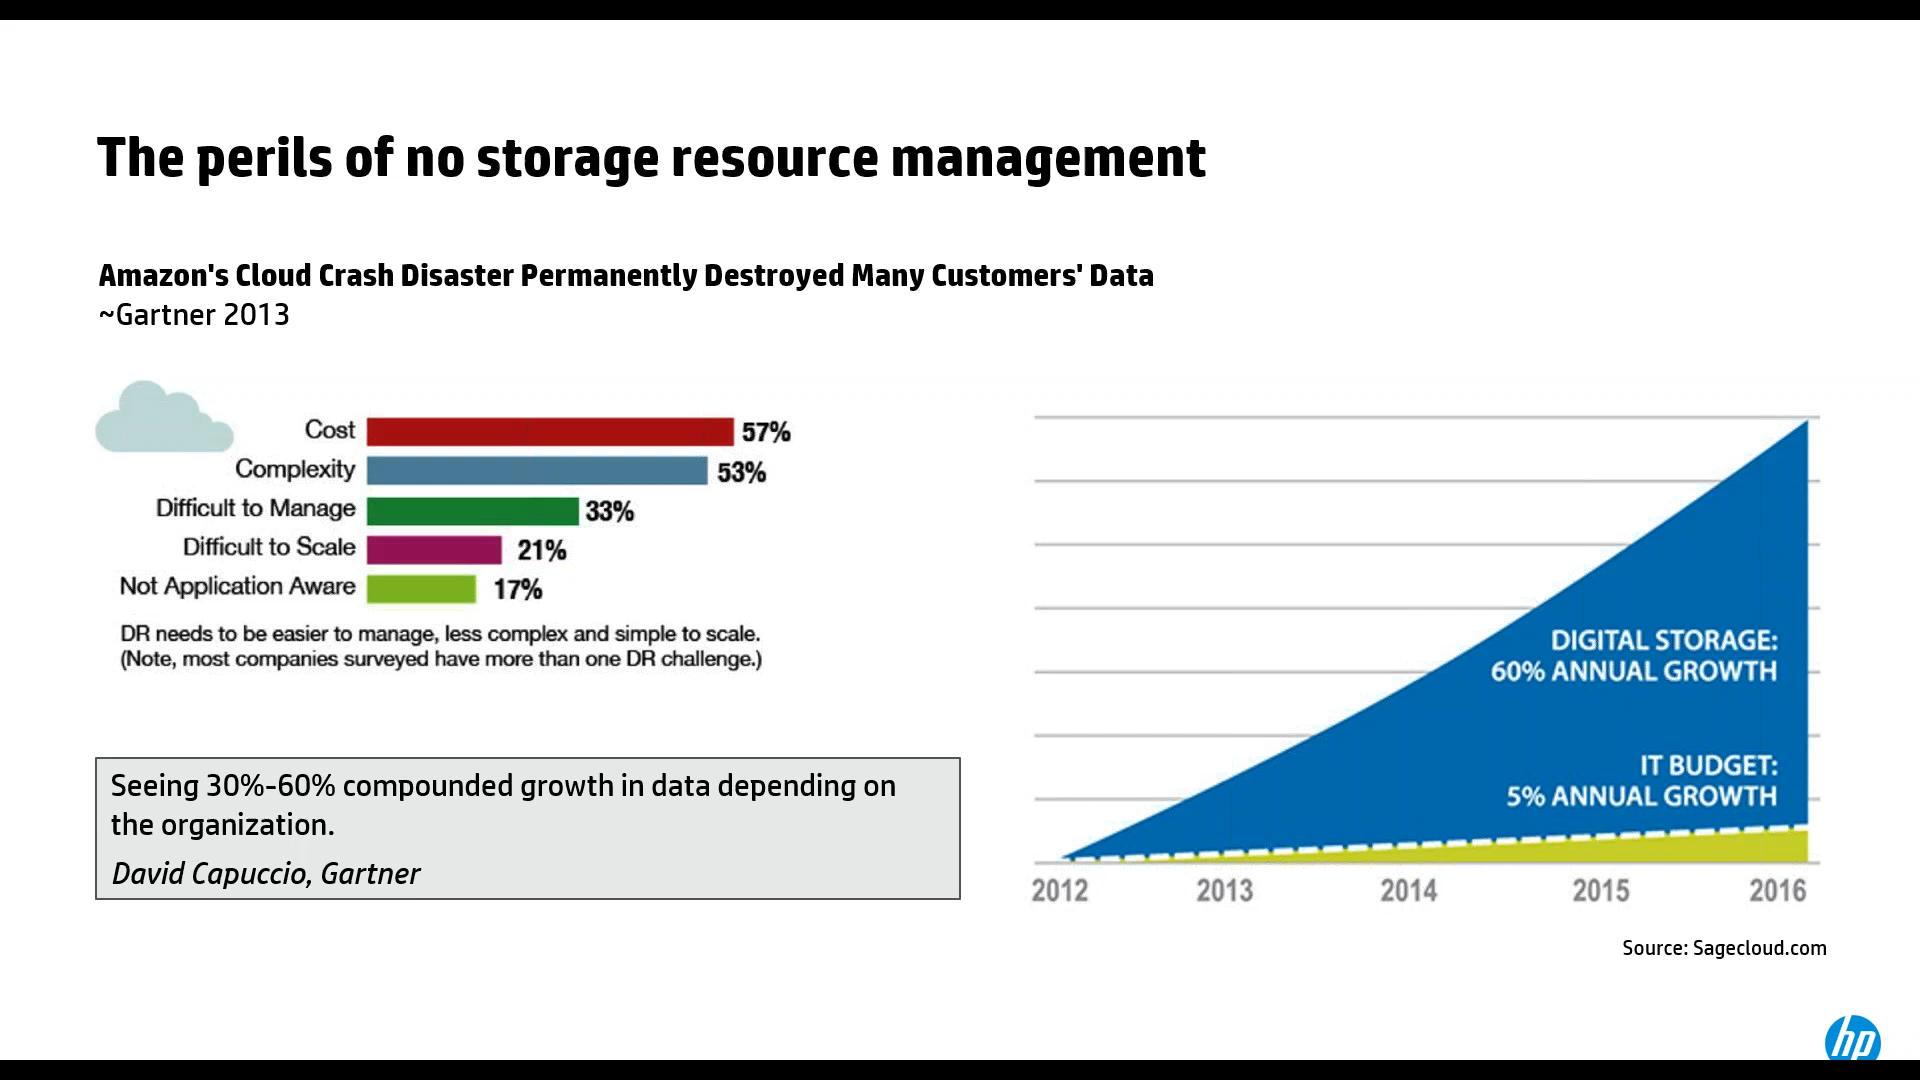 The perils of no storage resource management
Amazon's Cloud Crash Disaster Permanently Destroyed Many Customers' Data
~Gartner 2013
Cost 57%
Complexity 53%
Difficult to Manage 33%
Difficult to Scale 21%
Not Application Aware 17%
DR needs to be easier to manage, less complex and simple to scale.
(Note, most companies surveyed have more than one DR challenge.)
Seeing 30%-60% compounded growth in data depending on
the organization.
David Capuccio, Gartner
DIGITAL STORAGE:
60% ANNUAL GROWTH
IT BUDGET:
5% ANNUAL GROWTH
2012 2013 2014 2015 2016
Source: Sagecloud.com
hp